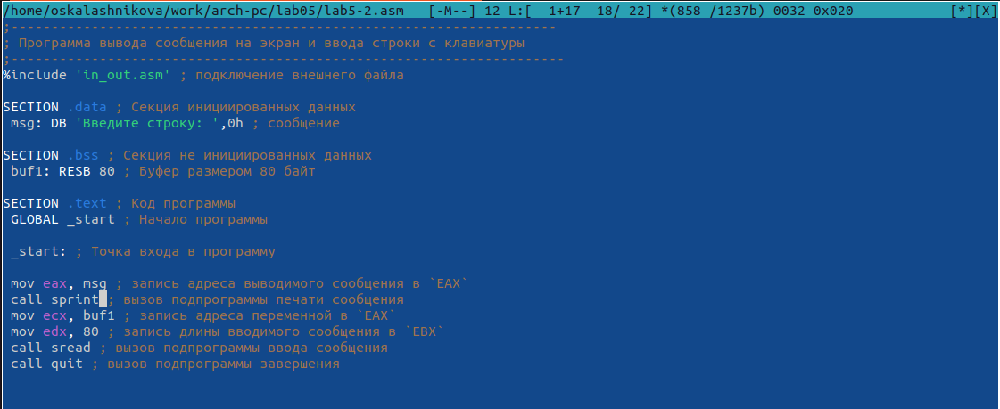 /home/oskalashnikova/work/arch-pc/lab05/lab5-2.asm [-M--] 12 L:[ 1+17 18/ 22] *(858 /1237b) 0032 0x020 [*][X]
;--------------------------------------------------------------------
; Программа вывода сообщения на экран и ввода строки с клавиатуры
;---------------------------------------------------------------------
%include 'in_out.asm' ; подключение внешнего файла
SECTION .data ; Секция инициированных данных
msg: DB 'Введите строку: ',0h ; сообщение
SECTION .bss ; Секция не инициированных данных
buf1: RESB 80 ; Буфер размером 80 байт
SECTION .text ; Код программы
GLOBAL _start ; Начало программы
_start: ; Точка входа в программу
mov eax, msg ; запись адреса выводимого сообщения в `EAX`
call sprint ; вызов подпрограммы печати сообщения
mov ecx, buf1 ; запись адреса переменной в `EAX`
mov edx, 80 ; запись длины вводимого сообщения в `EBX`
call sread ; вызов подпрограммы ввода сообщения
call quit ; вызов подпрограммы завершения